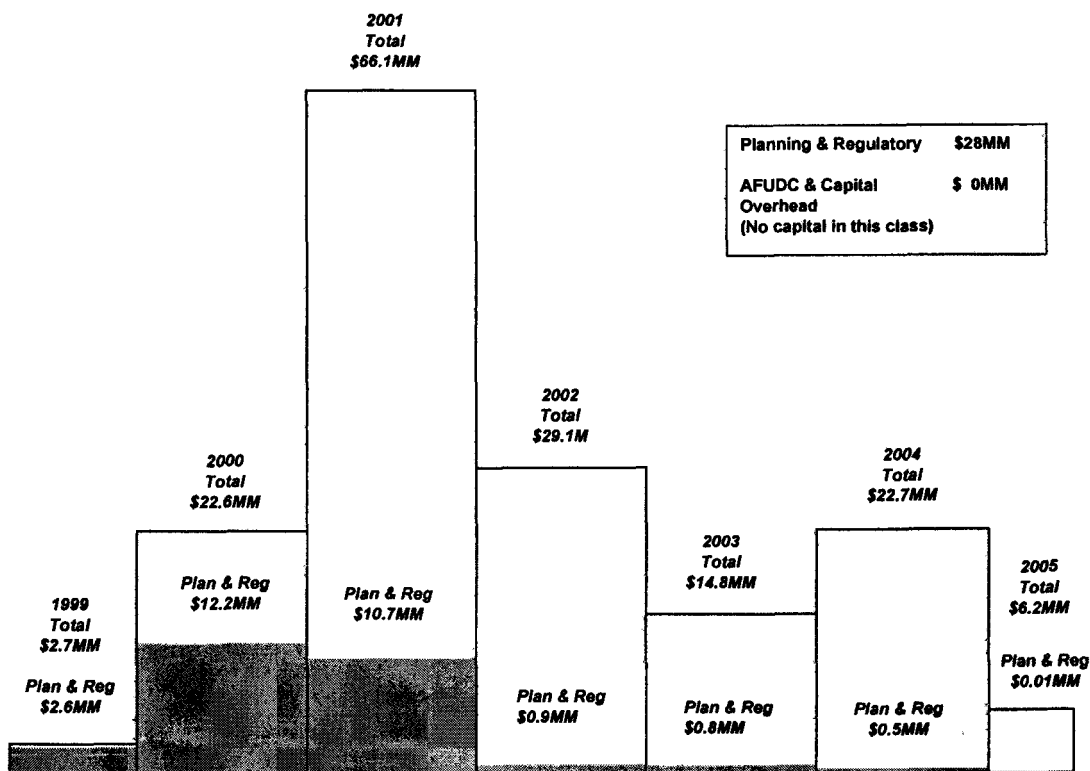 2001
Total
$66.1MM
Planning & Regulatory $28MM
AFUDC & Capital $ 0MM
Overhead
(No capital in this class)
2002
Total
$29.1M
2000
Total
$22.6MM
2004
Total
$22.7MM
2003
Total
$14.8MM
2005
Total
$6.2MM
1999
Total
$2.7MM
Plan & Reg
$2.6MM
Plan & Reg
$12.2MM
Plan & Reg
$10.7MM
Plan & Reg
$0.9MM
Plan & Reg
$0.8MM
Plan & Reg
$0.5MM
Plan & Reg
$0.01MM